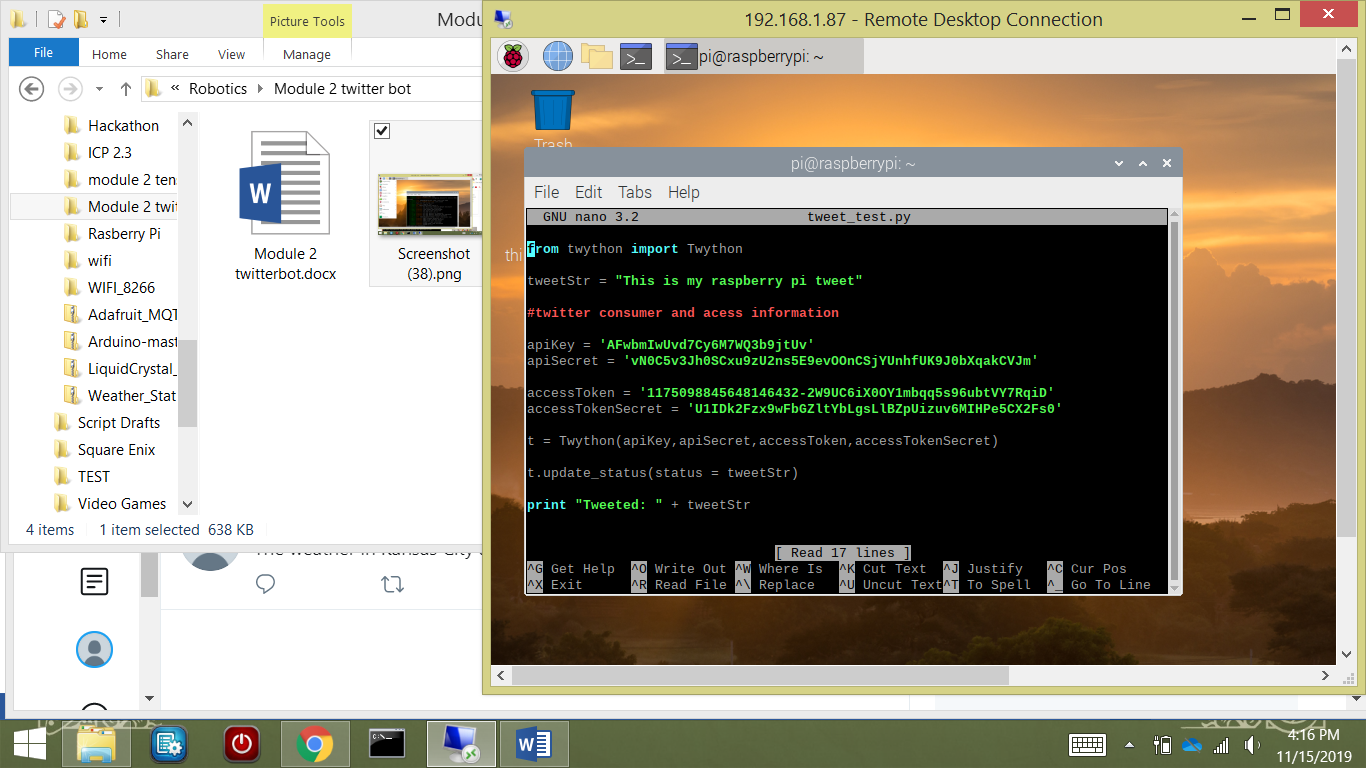 Picture Tools
Modu
File
Home
Share
View
Manage
« Robotics
Module 2 twitter bot
Hackathon
ICP 2.3
module 2 ten
Module 2 twit
Rasberry Pi
wifi
WIFI_8266
Adafruit_MQT
Arduino-mast
LiquidCrystal_
Weather_Stat
Script Drafts
Square Enix
TEST
Video Games
W
Module 2
twitterbot.docx
Screenshot
(38).png
4 items
1 item selected 638 KB
The weather in Kansas City
192.168.1.87 - Remote Desktop Connection
pi@raspberrypi: ~
Trash
thi
pi@raspberrypi: ~
File Edit Tabs Help
GNU nano 3.2 tweet_test.py
from twython import Twython
tweetStr = "This is my raspberry pi tweet"
#twitter consumer and acess information
apiKey = 'AFwbmIwUvd7Cy6M7WQ3b9jtUv'
apiSecret = 'vN0C5v3Jh0SCxu9zU2ns5E9evOOnCSjYUnhfUK9J0bXqakCVJm'
accessToken = '1175098845648146432-2W9UC6iX0OY1mbqq5s96ubtVY7RqiD'
accessTokenSecret = 'U1IDk2Fzx9wFbGZltYbLgsLlBZpUizuv6MIHPe5CX2Fs0'
t = Twython(apiKey,apiSecret,accessToken,accessTokenSecret)
t.update_status(status = tweetStr)
print "Tweeted: " + tweetStr
[ Read 17 lines ]
^G Get Help ^O Write Out ^W Where Is ^K Cut Text ^J Justify ^C Cur Pos
^X Exit ^R Read File ^\ Replace ^U Uncut Text ^T To Spell ^_ Go To Line
W
4:16 PM
11/15/2019